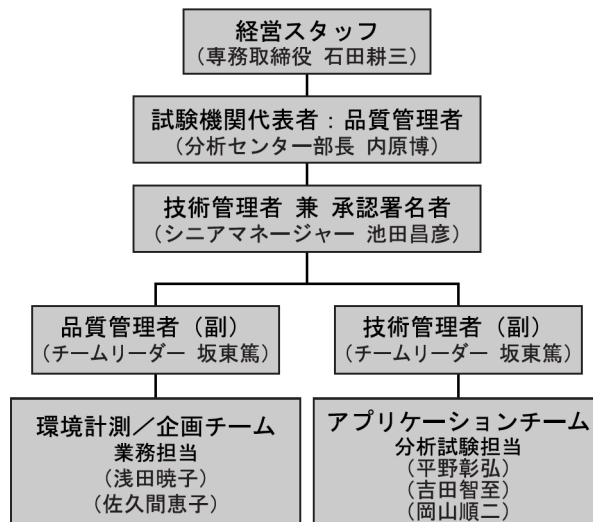 経営スタッフ
（専務取締役 石田耕三）
試験機関代表者：品質管理者
（分析センター部長 内原博）
技術管理者 兼 承認署名者
（シニアマネージャー 池田昌彦）
品質管理者（副）
（チームリーダー 坂東篤）
技術管理者（副）
（チームリーダー 坂東篤）
環境計測／企画チーム
業務担当
（浅田暁子）
（佐久間恵子）
アプリケーションチーム
分析試験担当
（平野彰弘）
（吉田智至）
（岡山順二）